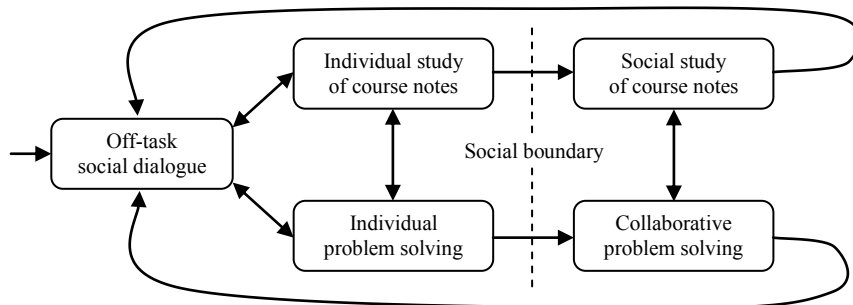 Individual study
of course notes
Social study
of course notes
Off-task
social dialogue
Social boundary
Individual
problem solving
Collaborative
problem solving